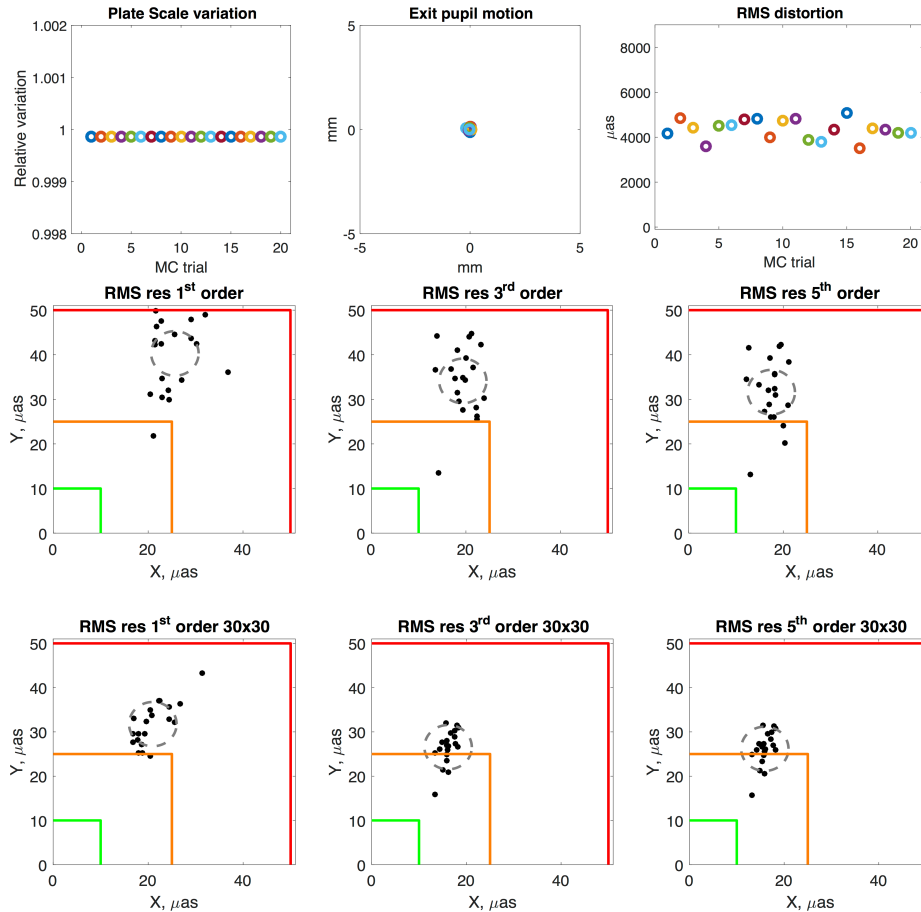 Plate Scale variation
Exit pupil motion
RMS distortion
1.002
1.001
1
0.999
0.998
Relative variation
0 5 10 15 20
MC trial
5
0
-5
mm
-5 0 5
mm
8000
6000
4000
2000
0
μas
0 5 10 15 20
MC trial
RMS res 1st order
RMS res 3rd order
RMS res 5th order
50
40
30
20
10
0
Y, μas
0 20 40
X, μas
50
40
30
20
10
0
Y, μas
0 20 40
X, μas
50
40
30
20
10
0
Y, μas
0 20 40
X, μas
RMS res 1st order 30x30
RMS res 3rd order 30x30
RMS res 5th order 30x30
50
40
30
20
10
0
Y, μas
0 20 40
X, μas
50
40
30
20
10
0
Y, μas
0 20 40
X, μas
50
40
30
20
10
0
Y, μas
0 20 40
X, μas